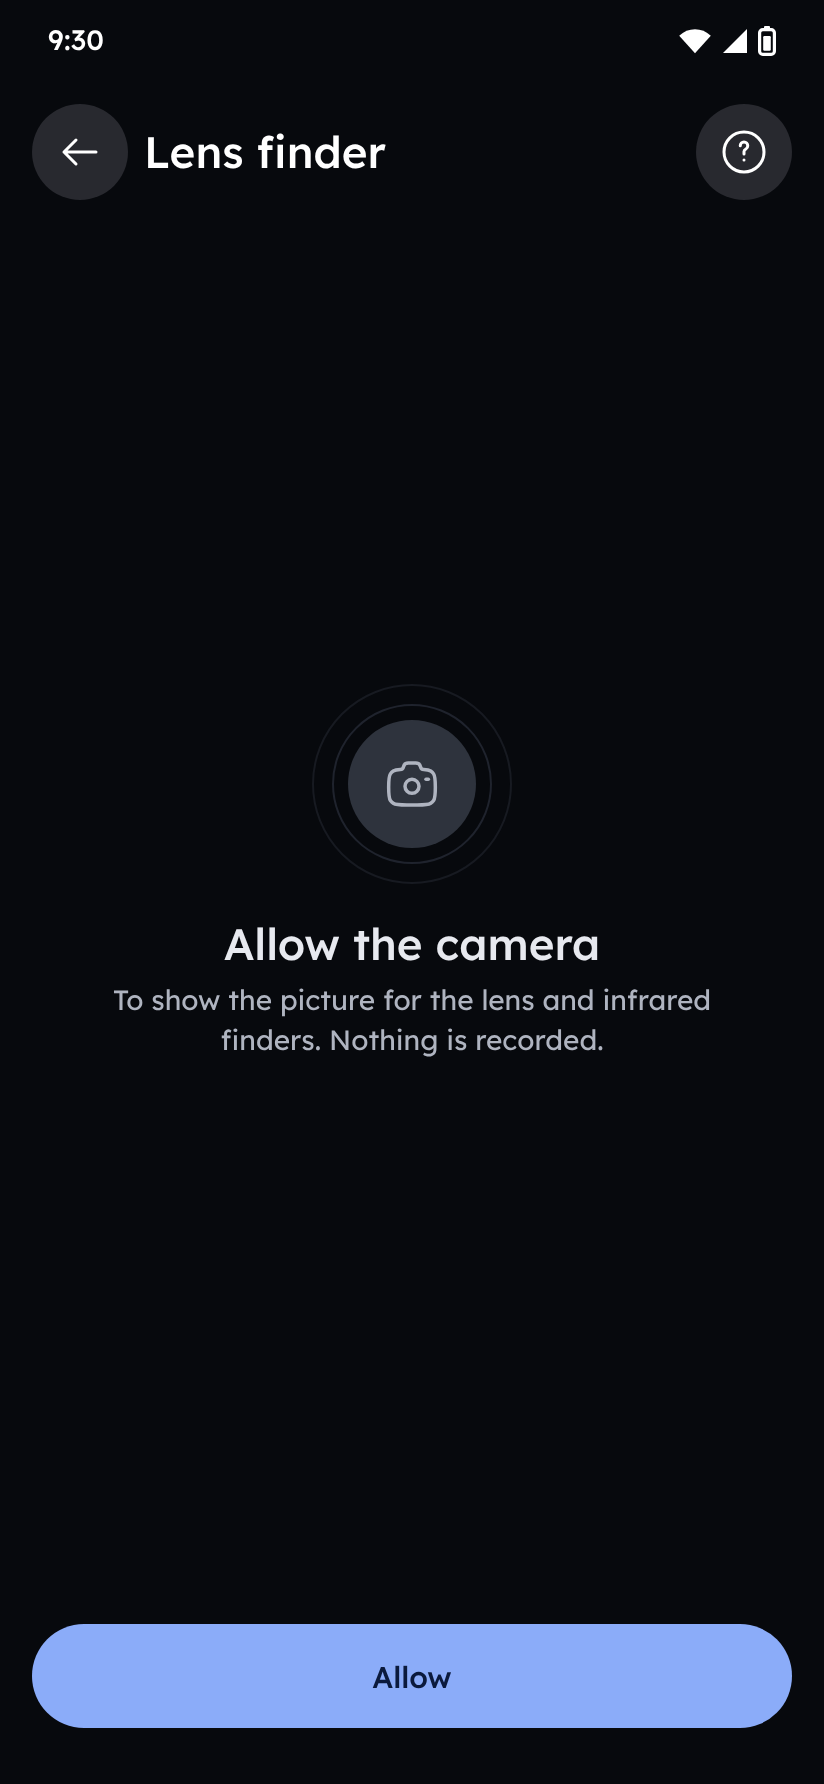 9:30
Lens finder
Allow the camera
To show the picture for the lens and infrared
finders. Nothing is recorded.
Allow